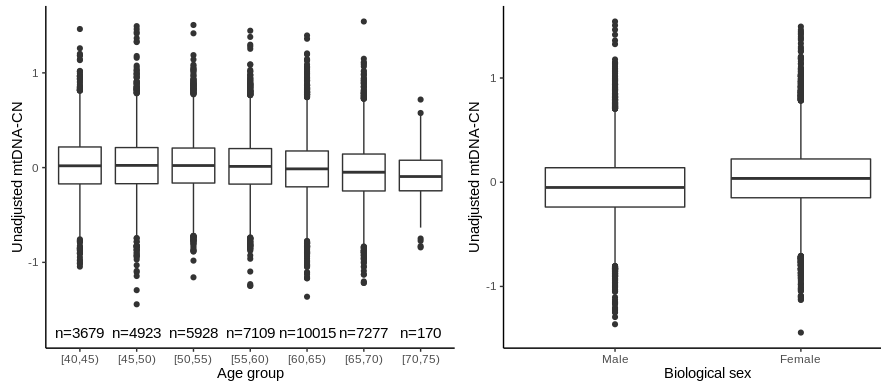 Unadjusted mtDNA-CN
1
0
-1
n=3679 n=4923 n=5928 n=7109 n=10015 n=7277 n=170
[40,45) [45,50) [50,55) [55,60) [60,65) [65,70) [70,75)
Age group
Unadjusted mtDNA-CN
1
0
-1
Male Female
Biological sex